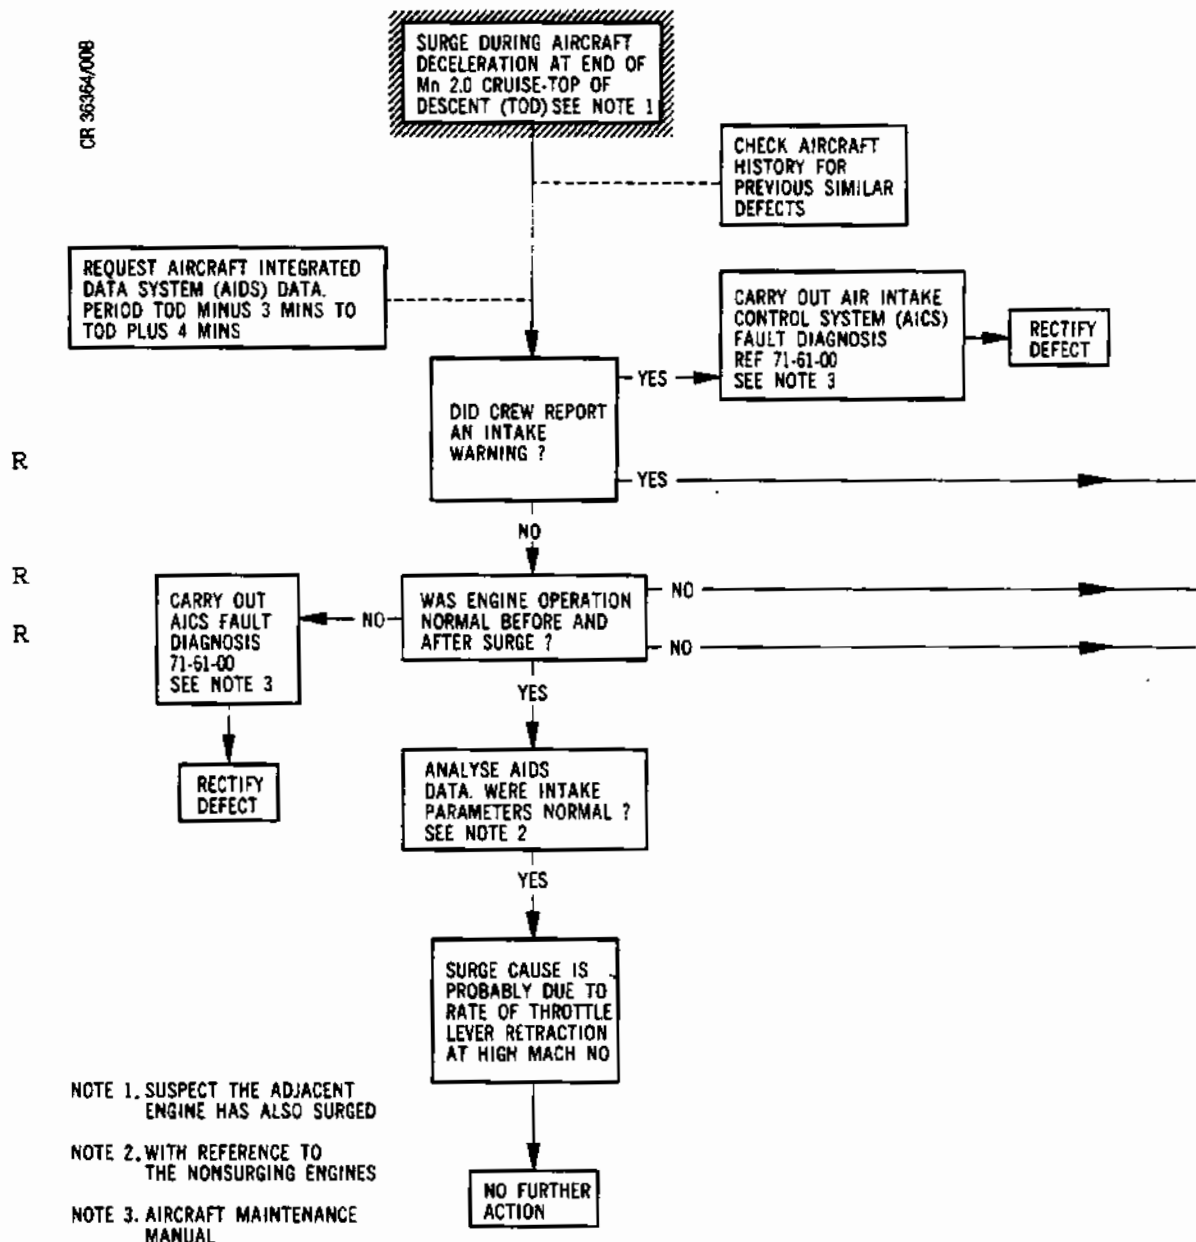 CR 36364/008
SURGE DURING AIRCRAFT
DECELERATION AT END OF
Mn 2.0 CRUISE-TOP OF
DESCENT (TOD) SEE NOTE 1
CHECK AIRCRAFT
HISTORY FOR
PREVIOUS SIMILAR
DEFECTS
REQUEST AIRCRAFT INTEGRATED
DATA SYSTEM (AIDS) DATA.
PERIOD TOD MINUS 3 MINS TO
TOD PLUS 4 MINS
CARRY OUT AIR INTAKE
CONTROL SYSTEM (AICS)
FAULT DIAGNOSIS
REF 71-61-00
SEE NOTE 3
RECTIFY
DEFECT
YES
DID CREW REPORT
AN INTAKE
WARNING ?
R
YES
NO
R
R
CARRY OUT
AICS FAULT
DIAGNOSIS
71-61-00
SEE NOTE 3
NO
WAS ENGINE OPERATION
NORMAL BEFORE AND
AFTER SURGE ?
NO
NO
YES
RECTIFY
DEFECT
ANALYSE AIDS
DATA. WERE INTAKE
PARAMETERS NORMAL ?
SEE NOTE 2
YES
SURGE CAUSE IS
PROBABLY DUE TO
RATE OF THROTTLE
LEVER RETRACTION
AT HIGH MACH NO
NO FURTHER
ACTION
NOTE 1. SUSPECT THE ADJACENT
ENGINE HAS ALSO SURGED
NOTE 2. WITH REFERENCE TO
THE NONSURGING ENGINES
NOTE 3. AIRCRAFT MAINTENANCE
MANUAL